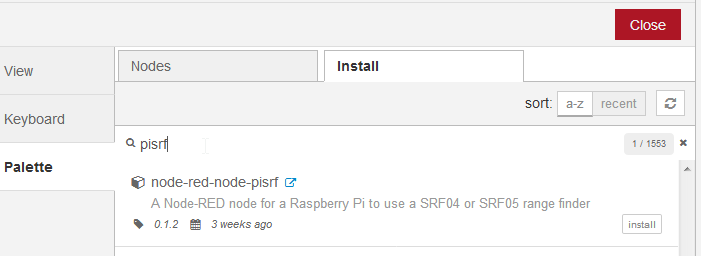 Close
View
Keyboard
Palette
Nodes
Install
sort: a-z recent
pisrf
1 / 1553
node-red-node-pisrf
A Node-RED node for a Raspberry Pi to use a SRF04 or SRF05 range finder
0.1.2 3 weeks ago
install